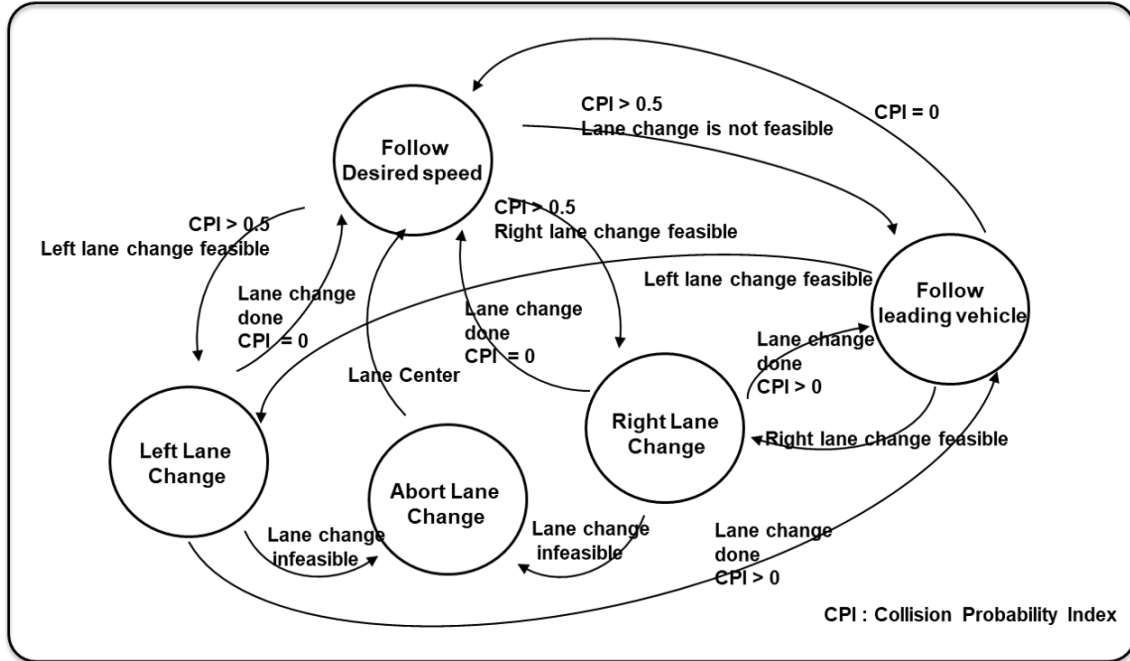 CPI > 0.5
Lane change is not feasible
CPI = 0
Follow
Desired speed
CPI > 0.5
Left lane change feasible
CPI > 0.5
Right lane change feasible
Left lane change feasible
Follow
leading vehicle
Lane change
done
CPI = 0
Lane change
done
CPI = 0
Lane change
done
CPI > 0
Lane Center
Right Lane
Change
Right lane change feasible
Left Lane
Change
Abort Lane
Change
Lane change
infeasible
Lane change
infeasible
Lane change
done
CPI > 0
CPI : Collision Probability Index